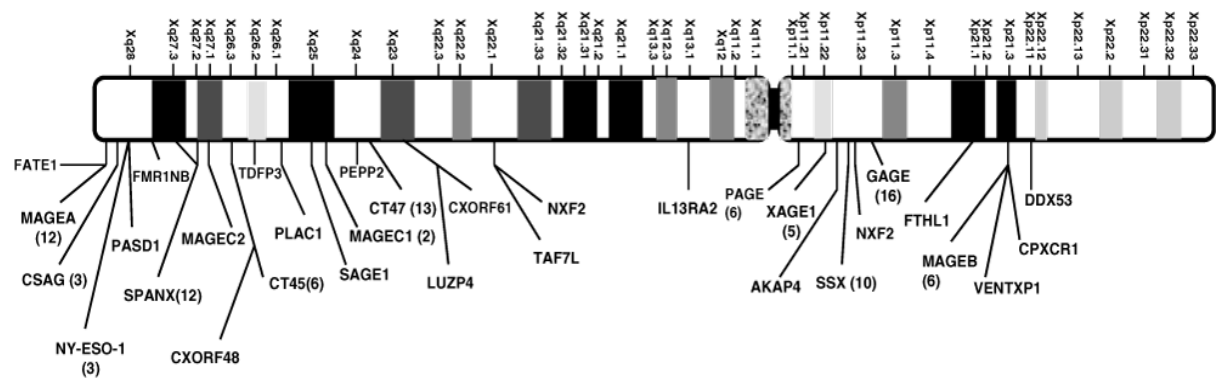 Xq28
Xq27.3
Xq27.2
Xq27.1
Xq26.3
Xq26.2
Xq26.1
Xq25
Xq24
Xq23
Xq22.3
Xq22.2
Xq22.1
Xq21.33
Xq21.32
Xq21.31
Xq21.2
Xq21.1
Xq13.3
Xq12.3
Xq13.1
Xq12
Xq11.2
Xq11.1
Xp11.1
Xp11.21
Xp11.22
Xp11.23
Xp11.3
Xp11.4
Xp21.1
Xp21.2
Xp21.3
Xp22.11
Xp22.12
Xp22.13
Xp22.2
Xp22.31
Xp22.32
Xp22.33
FATE1
MAGEA
(12)
CSAG (3)
NY-ESO-1
(3)
PASD1
FMR1NB
SPANX(12)
MAGEC2
CXORF48
TDFP3
CT45(6)
PLAC1
SAGE1
MAGEC1 (2)
PEPP2
CT47 (13)
CXORF61
LUZP4
NXF2
TAF7L
IL13RA2
PAGE
(6)
XAGE1
(5)
AKAP4
SSX (10)
NXF2
GAGE
(16)
FTHL1
MAGEB
(6)
VENTXP1
CPXCR1
DDX53